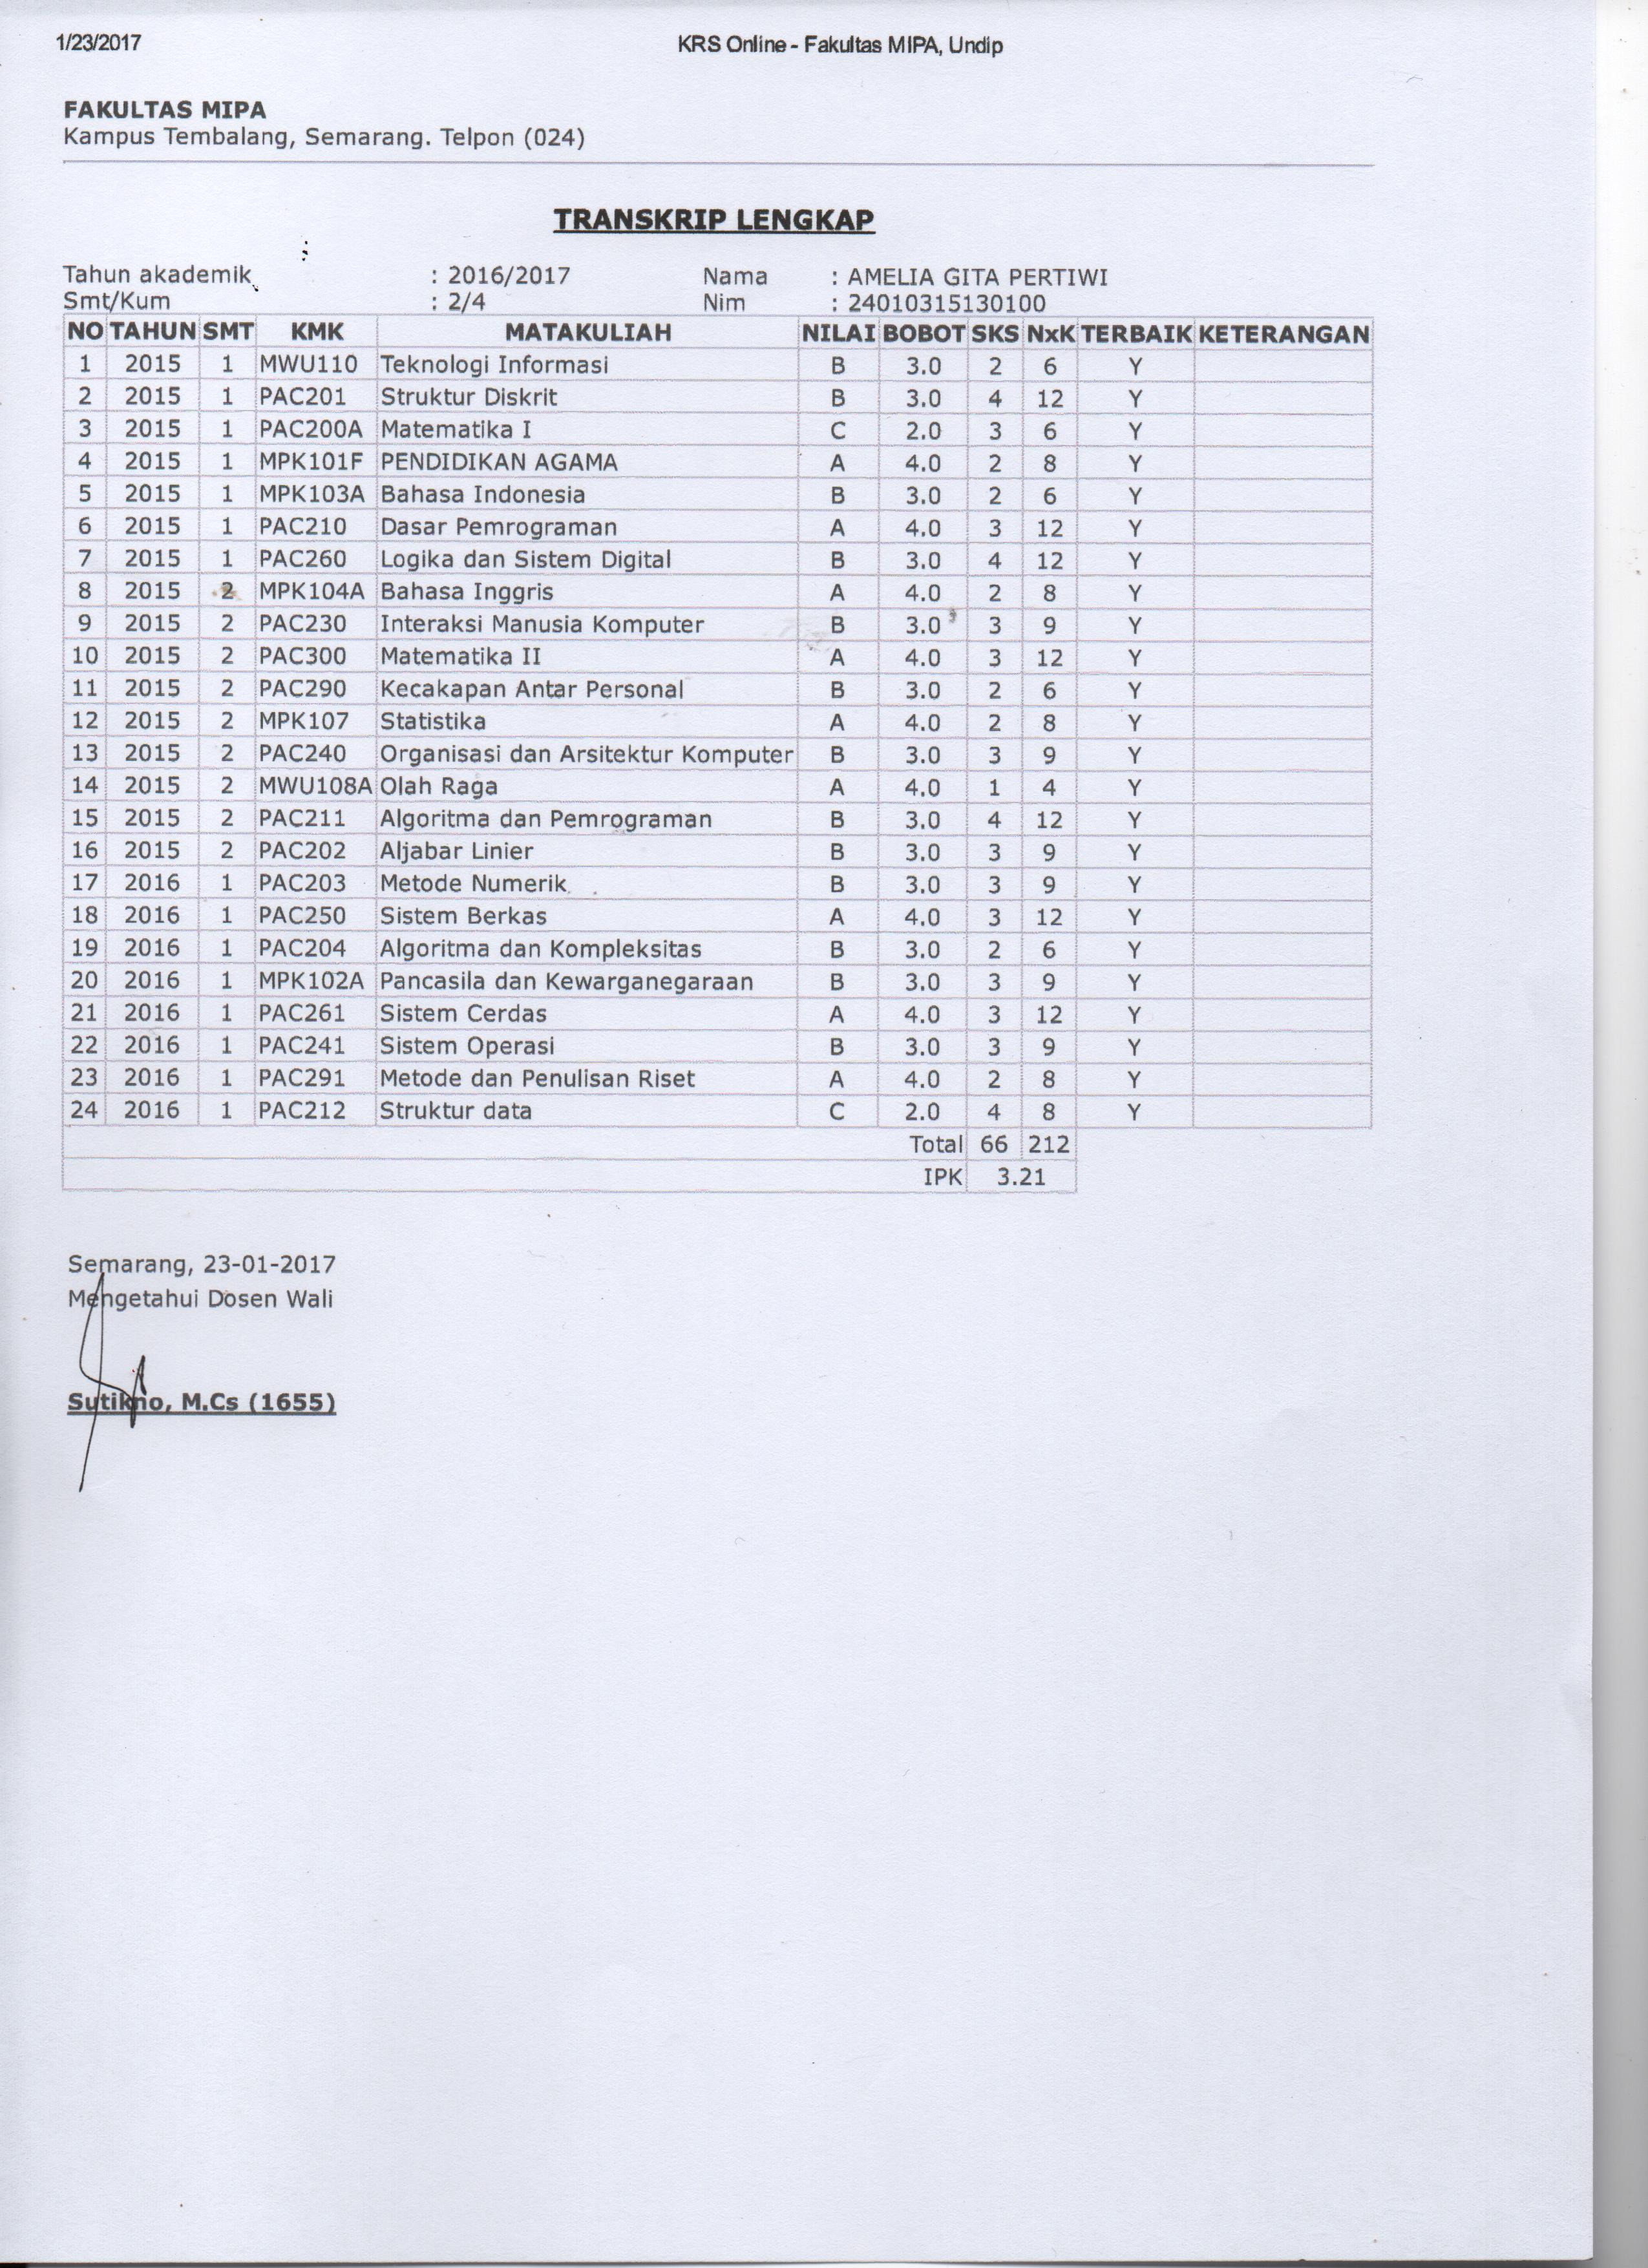 1/23/2017 KRS Online - Fakultas MIPA, Undip
FAKULTAS MIPA
Kampus Tembalang, Semarang. Telpon (024)
TRANSKRIP LENGKAP
Tahun akademik : 2016/2017 Nama : AMELIA GITA PERTIWI
Smt/Kum : 2/4 Nim : 24010315130100
NO TAHUN SMT KMK MATAKULIAH NILAI BOBOT SKS NxK TERBAIK KETERANGAN
1 2015 1 MWU110 Teknologi Informasi B 3.0 2 6 Y
2 2015 1 PAC201 Struktur Diskrit B 3.0 4 12 Y
3 2015 1 PAC200A Matematika I C 2.0 3 6 Y
4 2015 1 MPK101F PENDIDIKAN AGAMA A 4.0 2 8 Y
5 2015 1 MPK103A Bahasa Indonesia B 3.0 2 6 Y
6 2015 1 PAC210 Dasar Pemrograman A 4.0 3 12 Y
7 2015 1 PAC260 Logika dan Sistem Digital B 3.0 4 12 Y
8 2015 2 MPK104A Bahasa Inggris A 4.0 2 8 Y
9 2015 2 PAC230 Interaksi Manusia Komputer B 3.0 3 9 Y
10 2015 2 PAC300 Matematika II A 4.0 3 12 Y
11 2015 2 PAC290 Kecakapan Antar Personal B 3.0 2 6 Y
12 2015 2 MPK107 Statistika A 4.0 2 8 Y
13 2015 2 PAC240 Organisasi dan Arsitektur Komputer B 3.0 3 9 Y
14 2015 2 MWU108A Olah Raga A 4.0 1 4 Y
15 2015 2 PAC211 Algoritma dan Pemrograman B 3.0 4 12 Y
16 2015 2 PAC202 Aljabar Linier B 3.0 3 9 Y
17 2016 1 PAC203 Metode Numerik B 3.0 3 9 Y
18 2016 1 PAC250 Sistem Berkas A 4.0 3 12 Y
19 2016 1 PAC204 Algoritma dan Kompleksitas B 3.0 2 6 Y
20 2016 1 MPK102A Pancasila dan Kewarganegaraan B 3.0 3 9 Y
21 2016 1 PAC261 Sistem Cerdas A 4.0 3 12 Y
22 2016 1 PAC241 Sistem Operasi B 3.0 3 9 Y
23 2016 1 PAC291 Metode dan Penulisan Riset A 4.0 2 8 Y
24 2016 1 PAC212 Struktur data C 2.0 4 8 Y
Total 66 212
IPK 3.21
Semarang, 23-01-2017
Mengetahui Dosen Wali
Sutikno, M.Cs (1655)